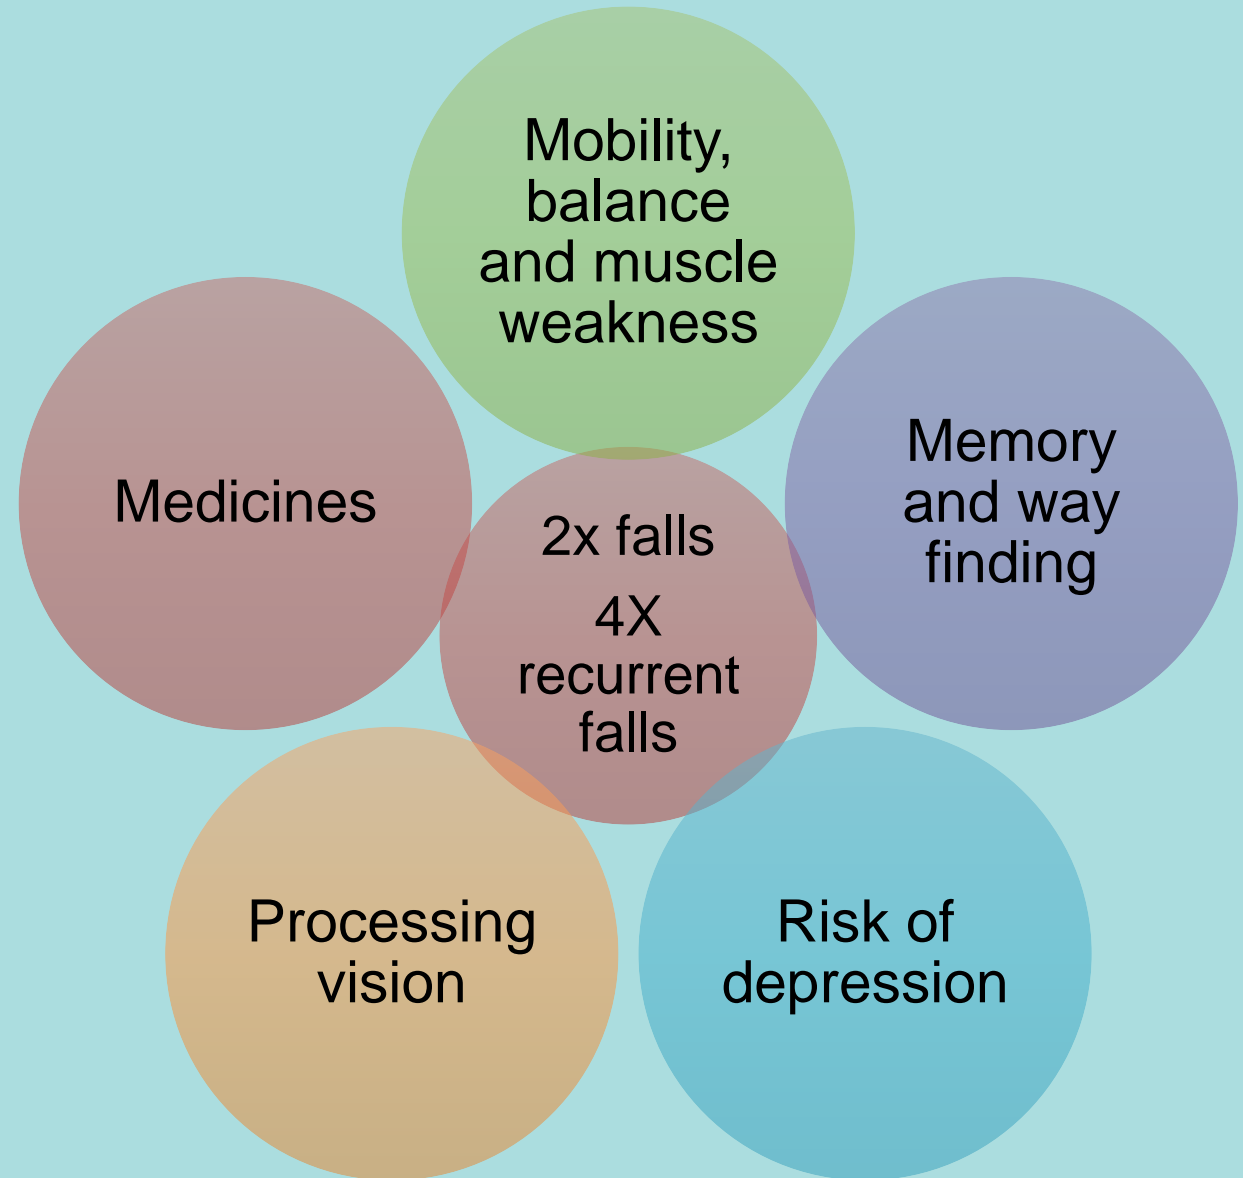 Mobility,
balance
and muscle
weakness
Medicines
Memory
and way
finding
2x falls
4X
recurrent
falls
Processing
vision
Risk of
depression